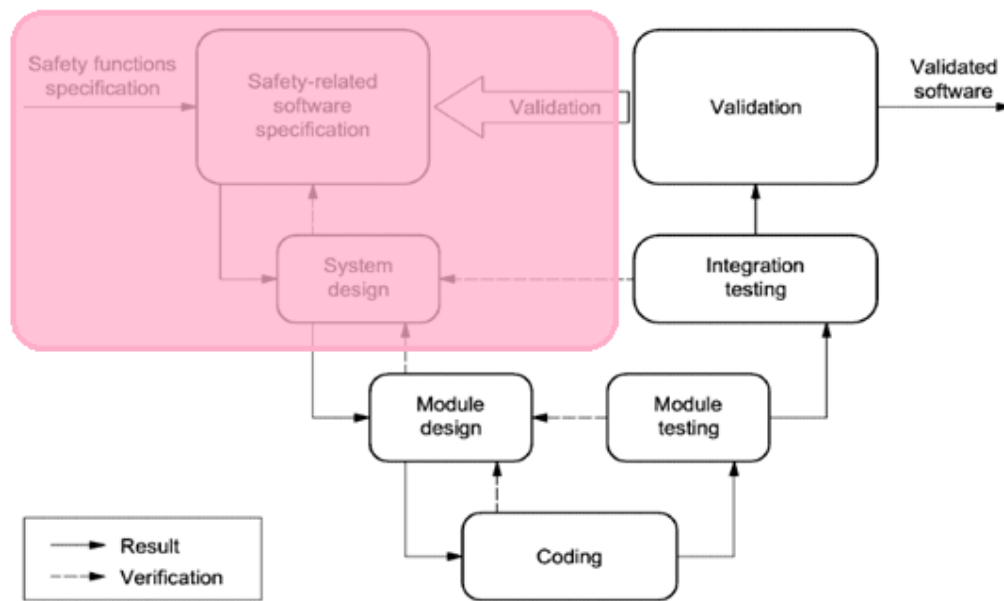 Safety functions
specification
Safety-related
software
specification
Validation
Validation
Validated
software
System
design
Integration
testing
Module
design
Module
testing
Coding
Result
Verification